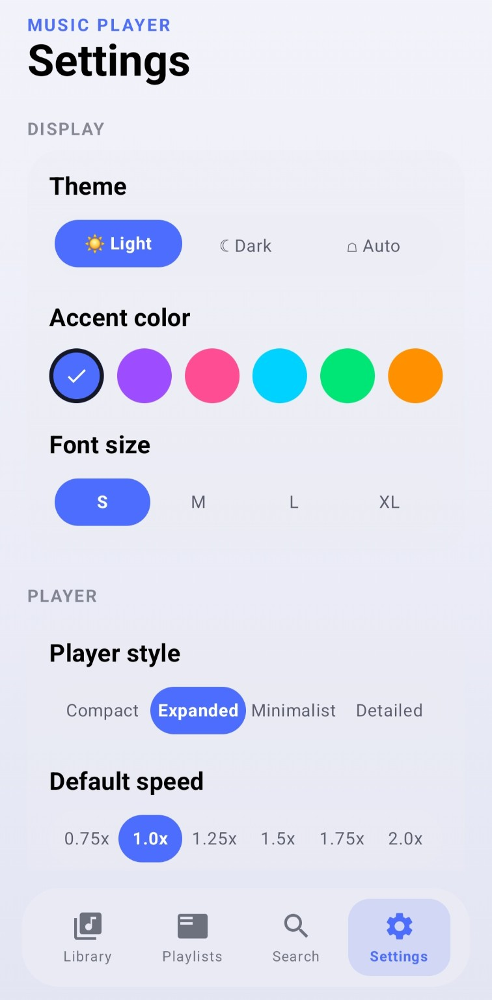 MUSIC PLAYER
Settings
DISPLAY
Theme
☀️ Light ☾ Dark ⌂ Auto
Accent color
Font size
S M L XL
PLAYER
Player style
Compact Expanded Minimalist Detailed
Default speed
0.75x 1.0x 1.25x 1.5x 1.75x 2.0x
Library Playlists Search Settings